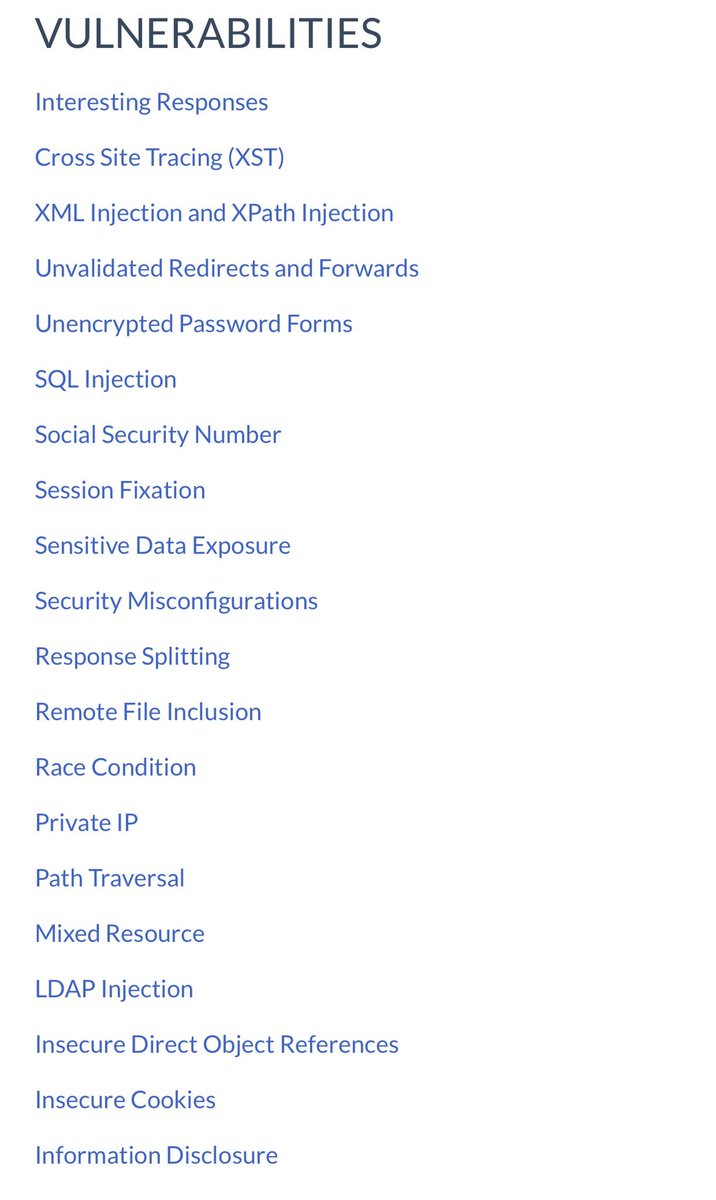 VULNERABILITIES
Interesting Responses
Cross Site Tracing (XST)
XML Injection and XPath Injection
Unvalidated Redirects and Forwards
Unencrypted Password Forms
SQL Injection
Social Security Number
Session Fixation
Sensitive Data Exposure
Security Misconfigurations
Response Splitting
Remote File Inclusion
Race Condition
Private IP
Path Traversal
Mixed Resource
LDAP Injection
Insecure Direct Object References
Insecure Cookies
Information Disclosure